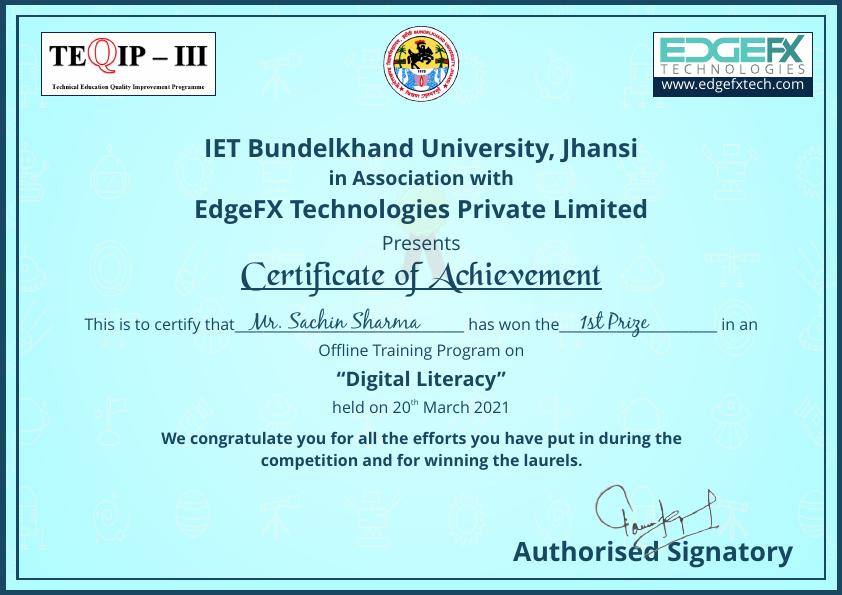 TEQIP – III
Technical Education Quality Improvement Programme
BUNDELKHAND UNIVERSITY, JHANSI
EDGEFX
TECHNOLOGIES
www.edgefxtech.com
IET Bundelkhand University, Jhansi
in Association with
EdgeFX Technologies Private Limited
Presents
Certificate of Achievement
This is to certify that Mr. Sachin Sharma has won the 1st Prize in an
Offline Training Program on
“Digital Literacy”
held on 20th March 2021
We congratulate you for all the efforts you have put in during the
competition and for winning the laurels.
Authorised Signatory